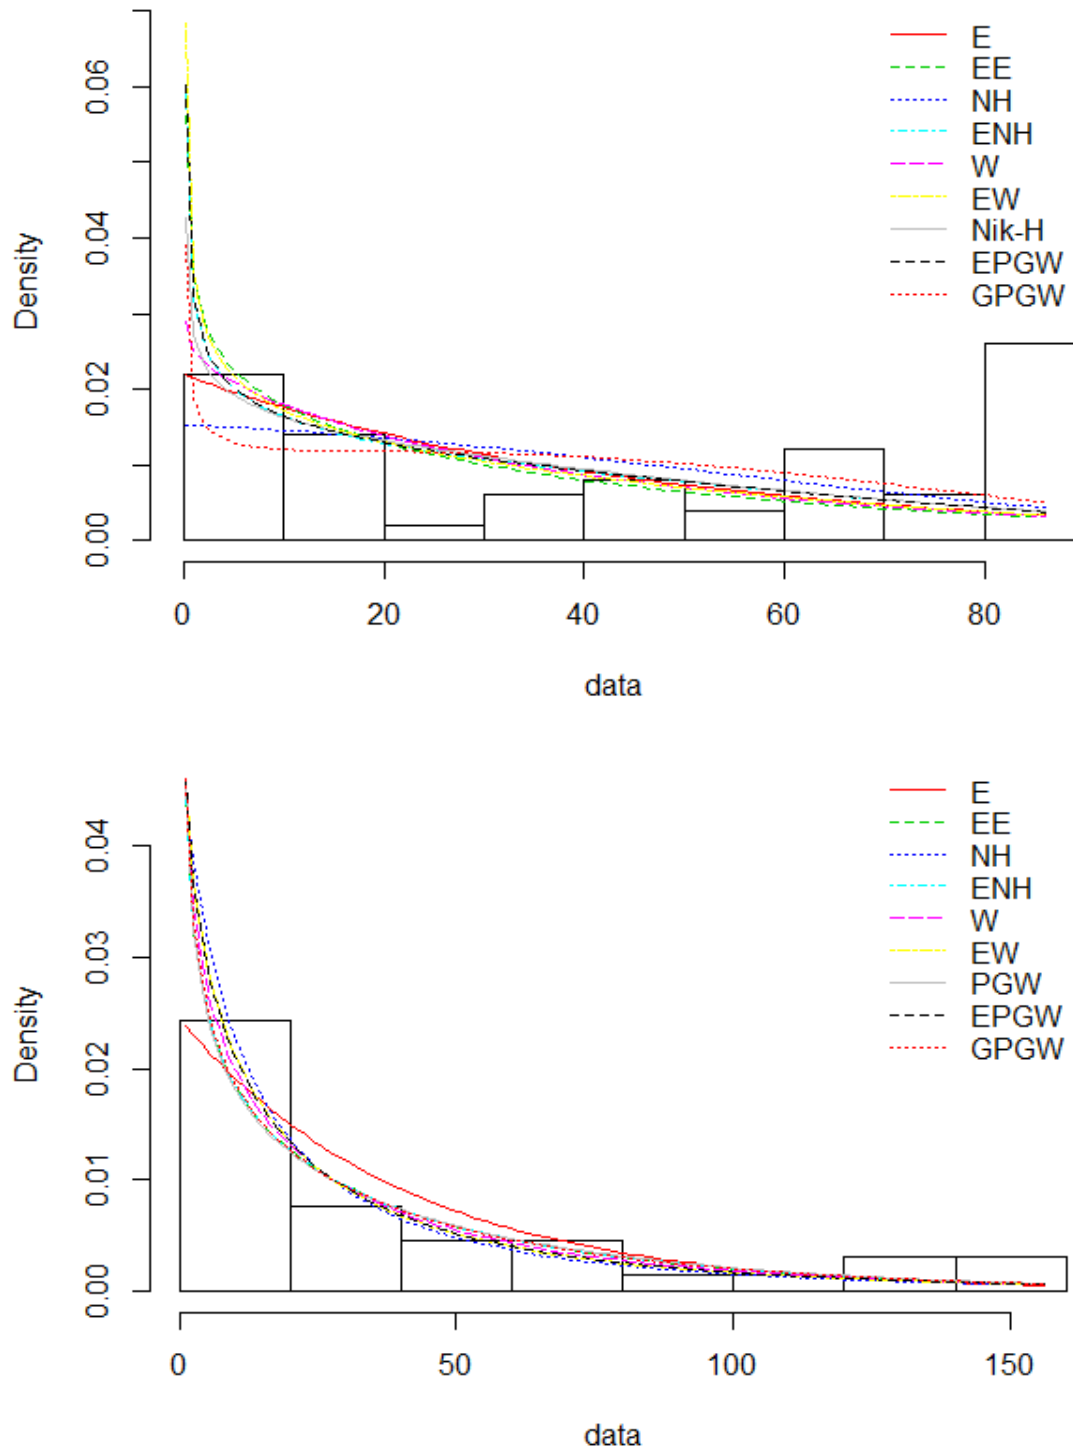 E
EE
NH
ENH
W
EW
Nik-H
EPGW
GPGW
Density
0.00
0.02
0.04
0.06
0 20 40 60 80
data
E
EE
NH
ENH
W
EW
PGW
EPGW
GPGW
Density
0.00
0.01
0.02
0.03
0.04
0 50 100 150
data